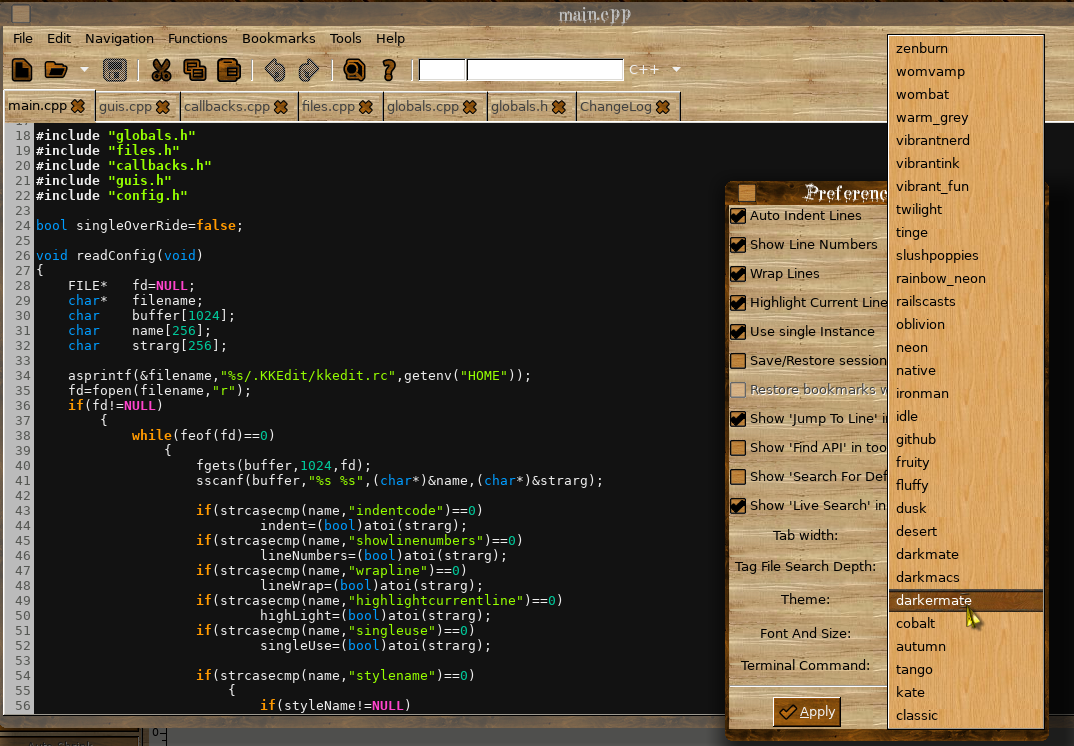 main.cpp
File Edit Navigation Functions Bookmarks Tools Help
C++
main.cpp guis.cpp callbacks.cpp files.cpp globals.cpp globals.h ChangeLog
18 #include "globals.h"
19 #include "files.h"
20 #include "callbacks.h"
21 #include "guis.h"
22 #include "config.h"
23
24 bool singleOverRide=false;
25
26 void readConfig(void)
27 {
28 FILE* fd=NULL;
29 char* filename;
30 char buffer[1024];
31 char name[256];
32 char strarg[256];
33
34 asprintf(&filename,"%s/.KKEdit/kkedit.rc",getenv("HOME"));
35 fd=fopen(filename,"r");
36 if(fd!=NULL)
37 {
38 while(feof(fd)==0)
39 {
40 fgets(buffer,1024,fd);
41 sscanf(buffer,"%s %s",(char*)&name,(char*)&strarg);
42
43 if(strcasecmp(name,"indentcode")==0)
44 indent=(bool)atoi(strarg);
45 if(strcasecmp(name,"showlinenumbers")==0)
46 lineNumbers=(bool)atoi(strarg);
47 if(strcasecmp(name,"wrapline")==0)
48 lineWrap=(bool)atoi(strarg);
49 if(strcasecmp(name,"highlightcurrentline")==0)
50 highLight=(bool)atoi(strarg);
51 if(strcasecmp(name,"singleuse")==0)
52 singleUse=(bool)atoi(strarg);
53
54 if(strcasecmp(name,"stylename")==0)
55 {
56 if(styleName!=NULL)
Preferenc
Auto Indent Lines
Show Line Numbers
Wrap Lines
Highlight Current Line
Use single Instance
Save/Restore session
Restore bookmarks w
Show 'Jump To Line' i
Show 'Find API' in too
Show 'Search For Def
Show 'Live Search' in
Tab width:
Tag File Search Depth:
Theme:
Font And Size:
Terminal Command:
Apply
zenburn
womvamp
wombat
warm_grey
vibrantnerd
vibrantink
vibrant_fun
twilight
tinge
slushpoppies
rainbow_neon
railscasts
oblivion
neon
native
ironman
idle
github
fruity
fluffy
dusk
desert
darkmate
darkmacs
darkermate
cobalt
autumn
tango
kate
classic
0